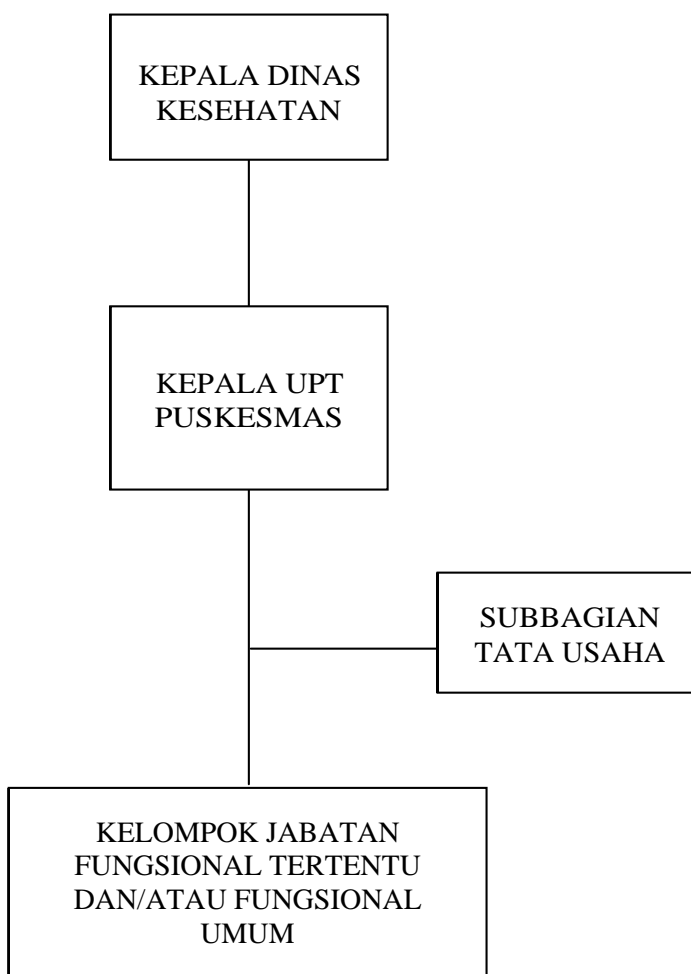 KEPALA DINAS
KESEHATAN
KEPALA UPT
PUSKESMAS
SUBBAGIAN
TATA USAHA
KELOMPOK JABATAN
FUNGSIONAL TERTENTU
DAN/ATAU FUNGSIONAL
UMUM